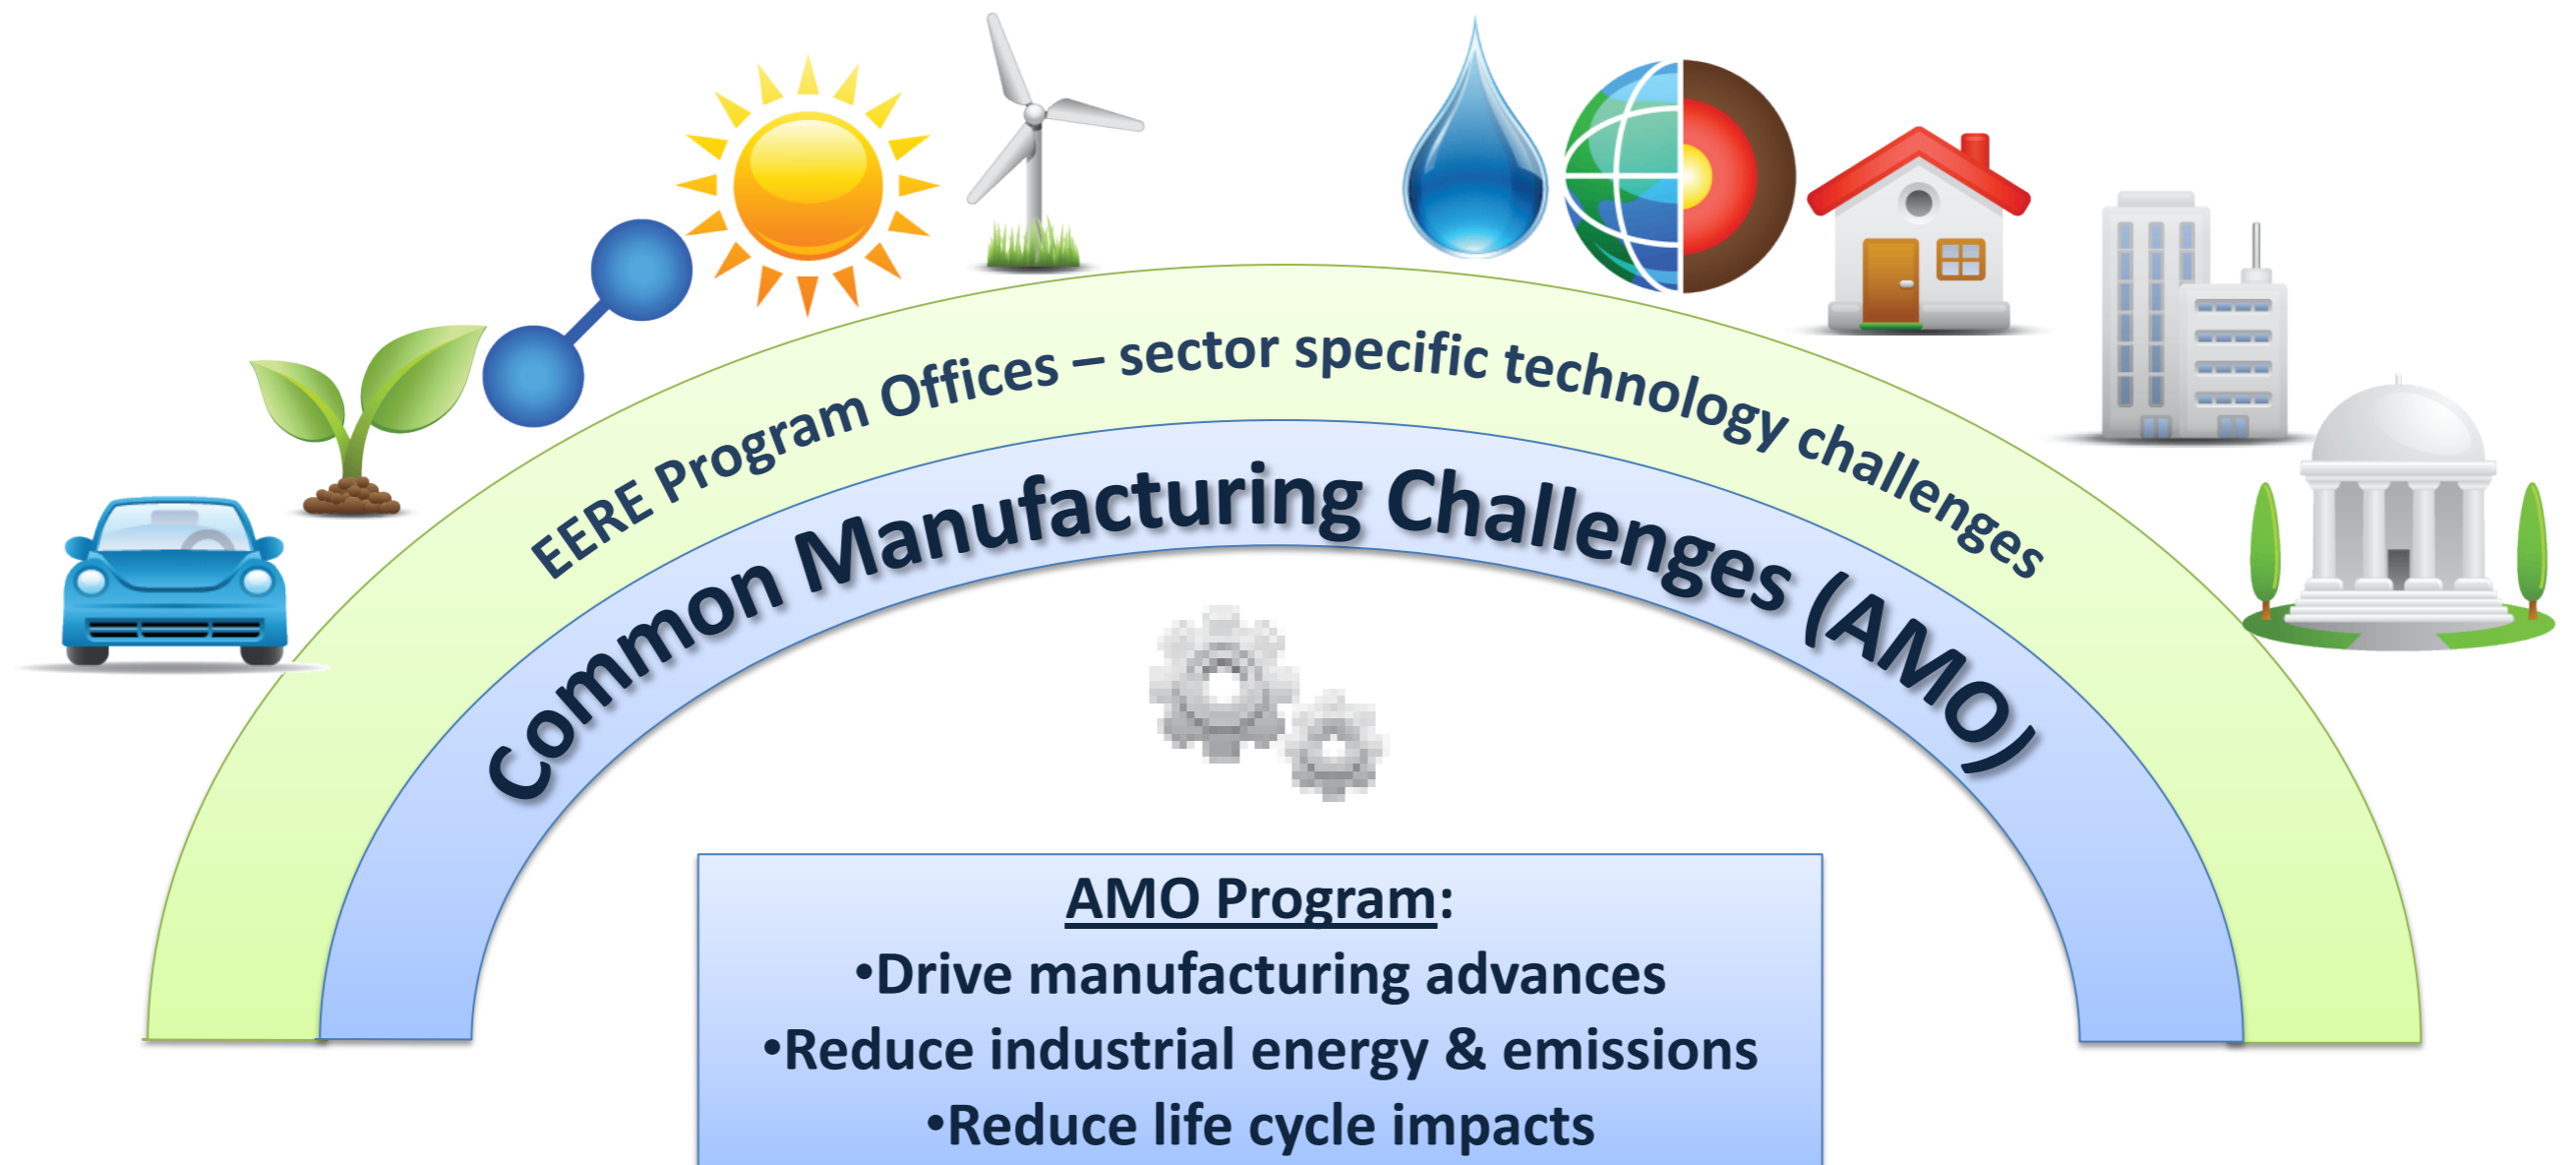 EERE Program Offices – sector specific technology challenges
Common Manufacturing Challenges (AMO)
AMO Program:
•Drive manufacturing advances
•Reduce industrial energy & emissions
•Reduce life cycle impacts